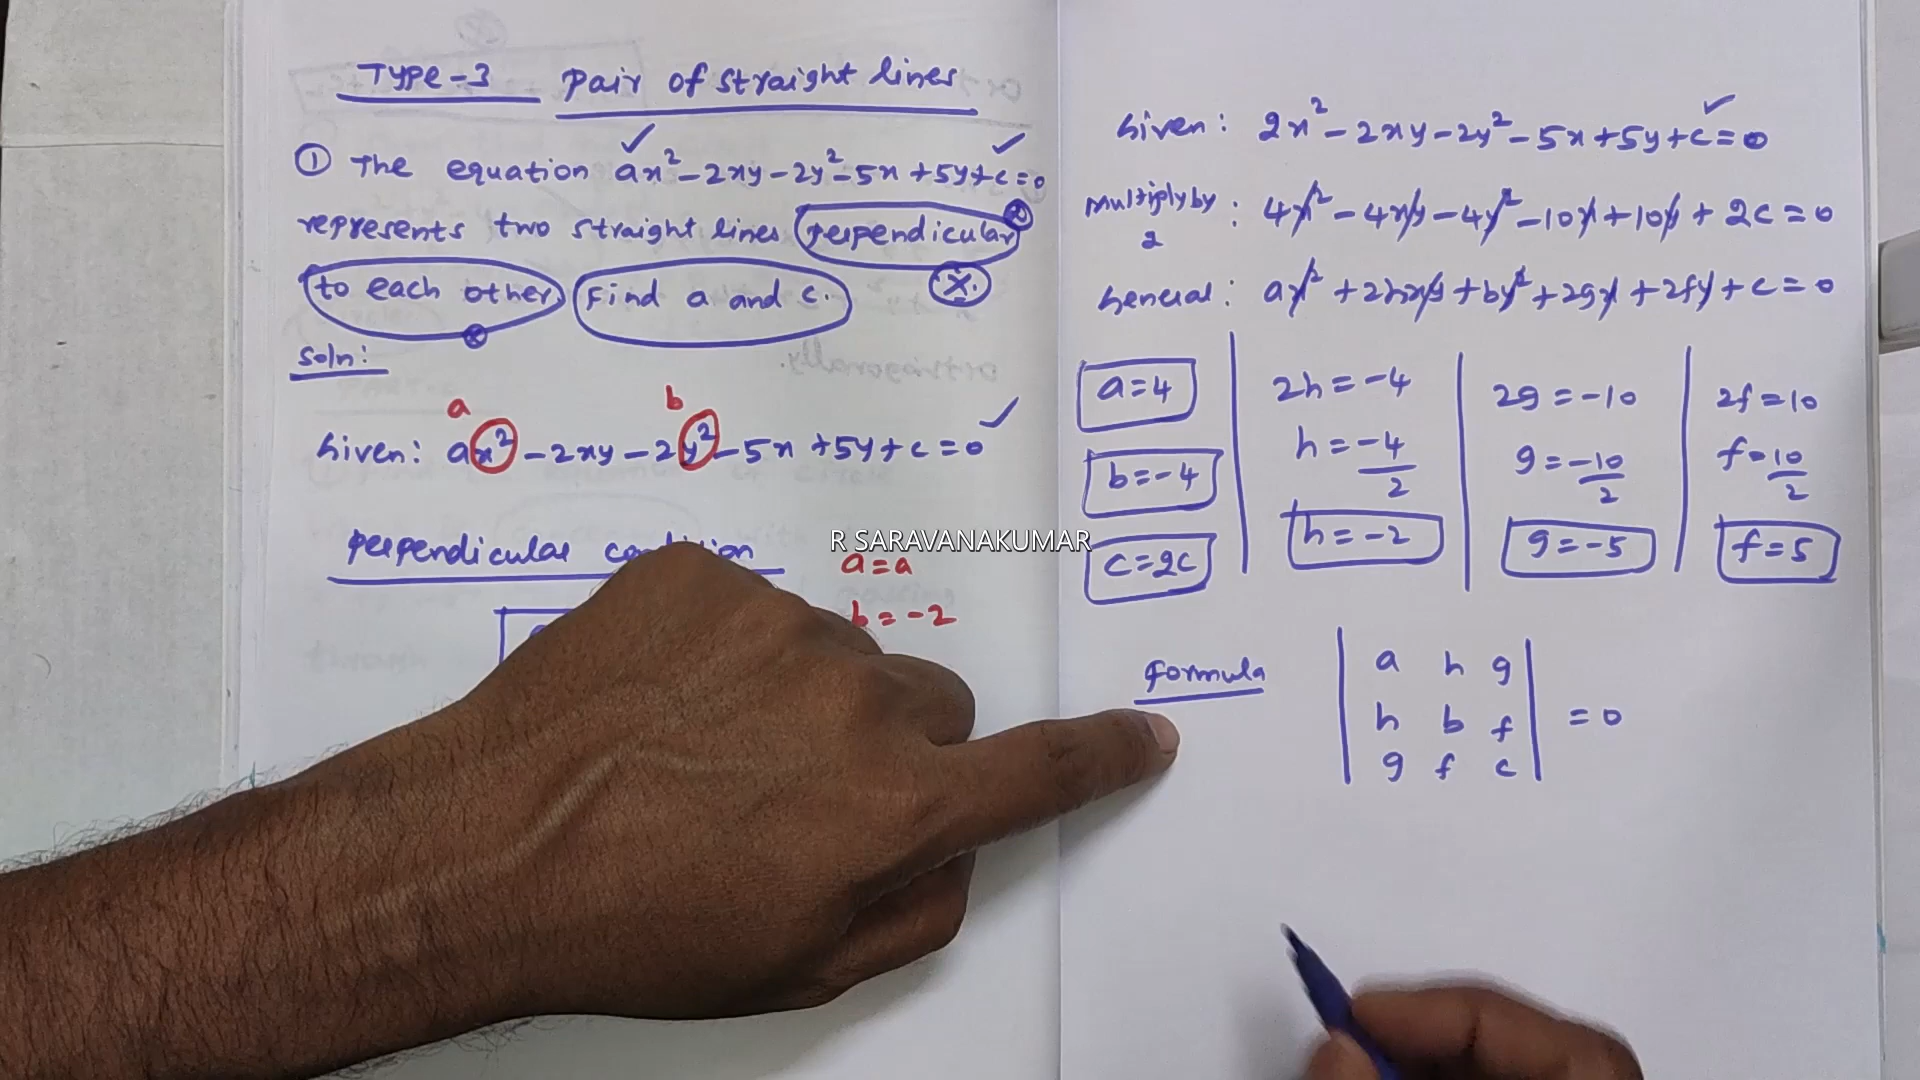 TYPE-3 Pair of straight lines
① The equation ax²-2xy-2y²-5x+5y+c=0
represents two straight lines perpendicular
to each other. Find a and c.
Soln:
a b
Given: ax²-2xy-2y²-5x+5y+c=0
Perpendicular condition
a=a
b=-2
R SARAVANAKUMAR
Given: 2x²-2xy-2y²-5x+5y+c=0
Multiply by 2 : 4x²-4xy-4y²-10x+10y+2c=0
General: ax²+2hxy+by²+2gx+2fy+c=0
a=4
b=-4
c=2c
2h=-4
h=-4/2
h=-2
2g=-10
g=-10/2
g=-5
2f=10
f=10/2
f=5
Formula
a h g
h b f =0
g f c